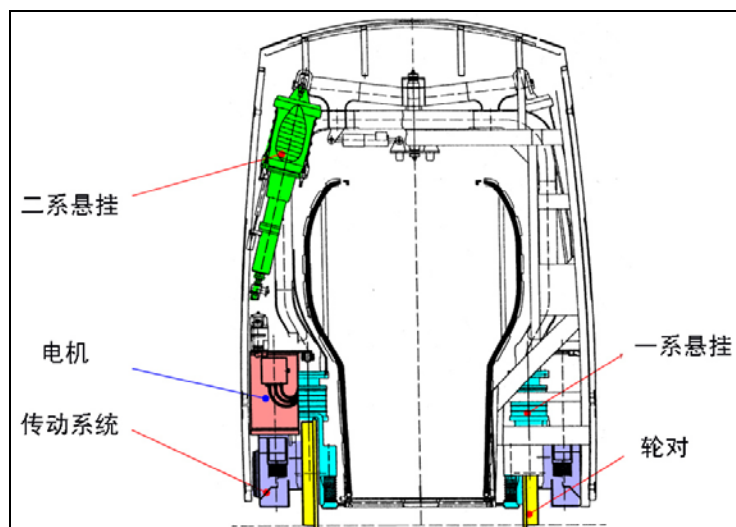 二系悬挂
电机
一系悬挂
传动系统
轮对